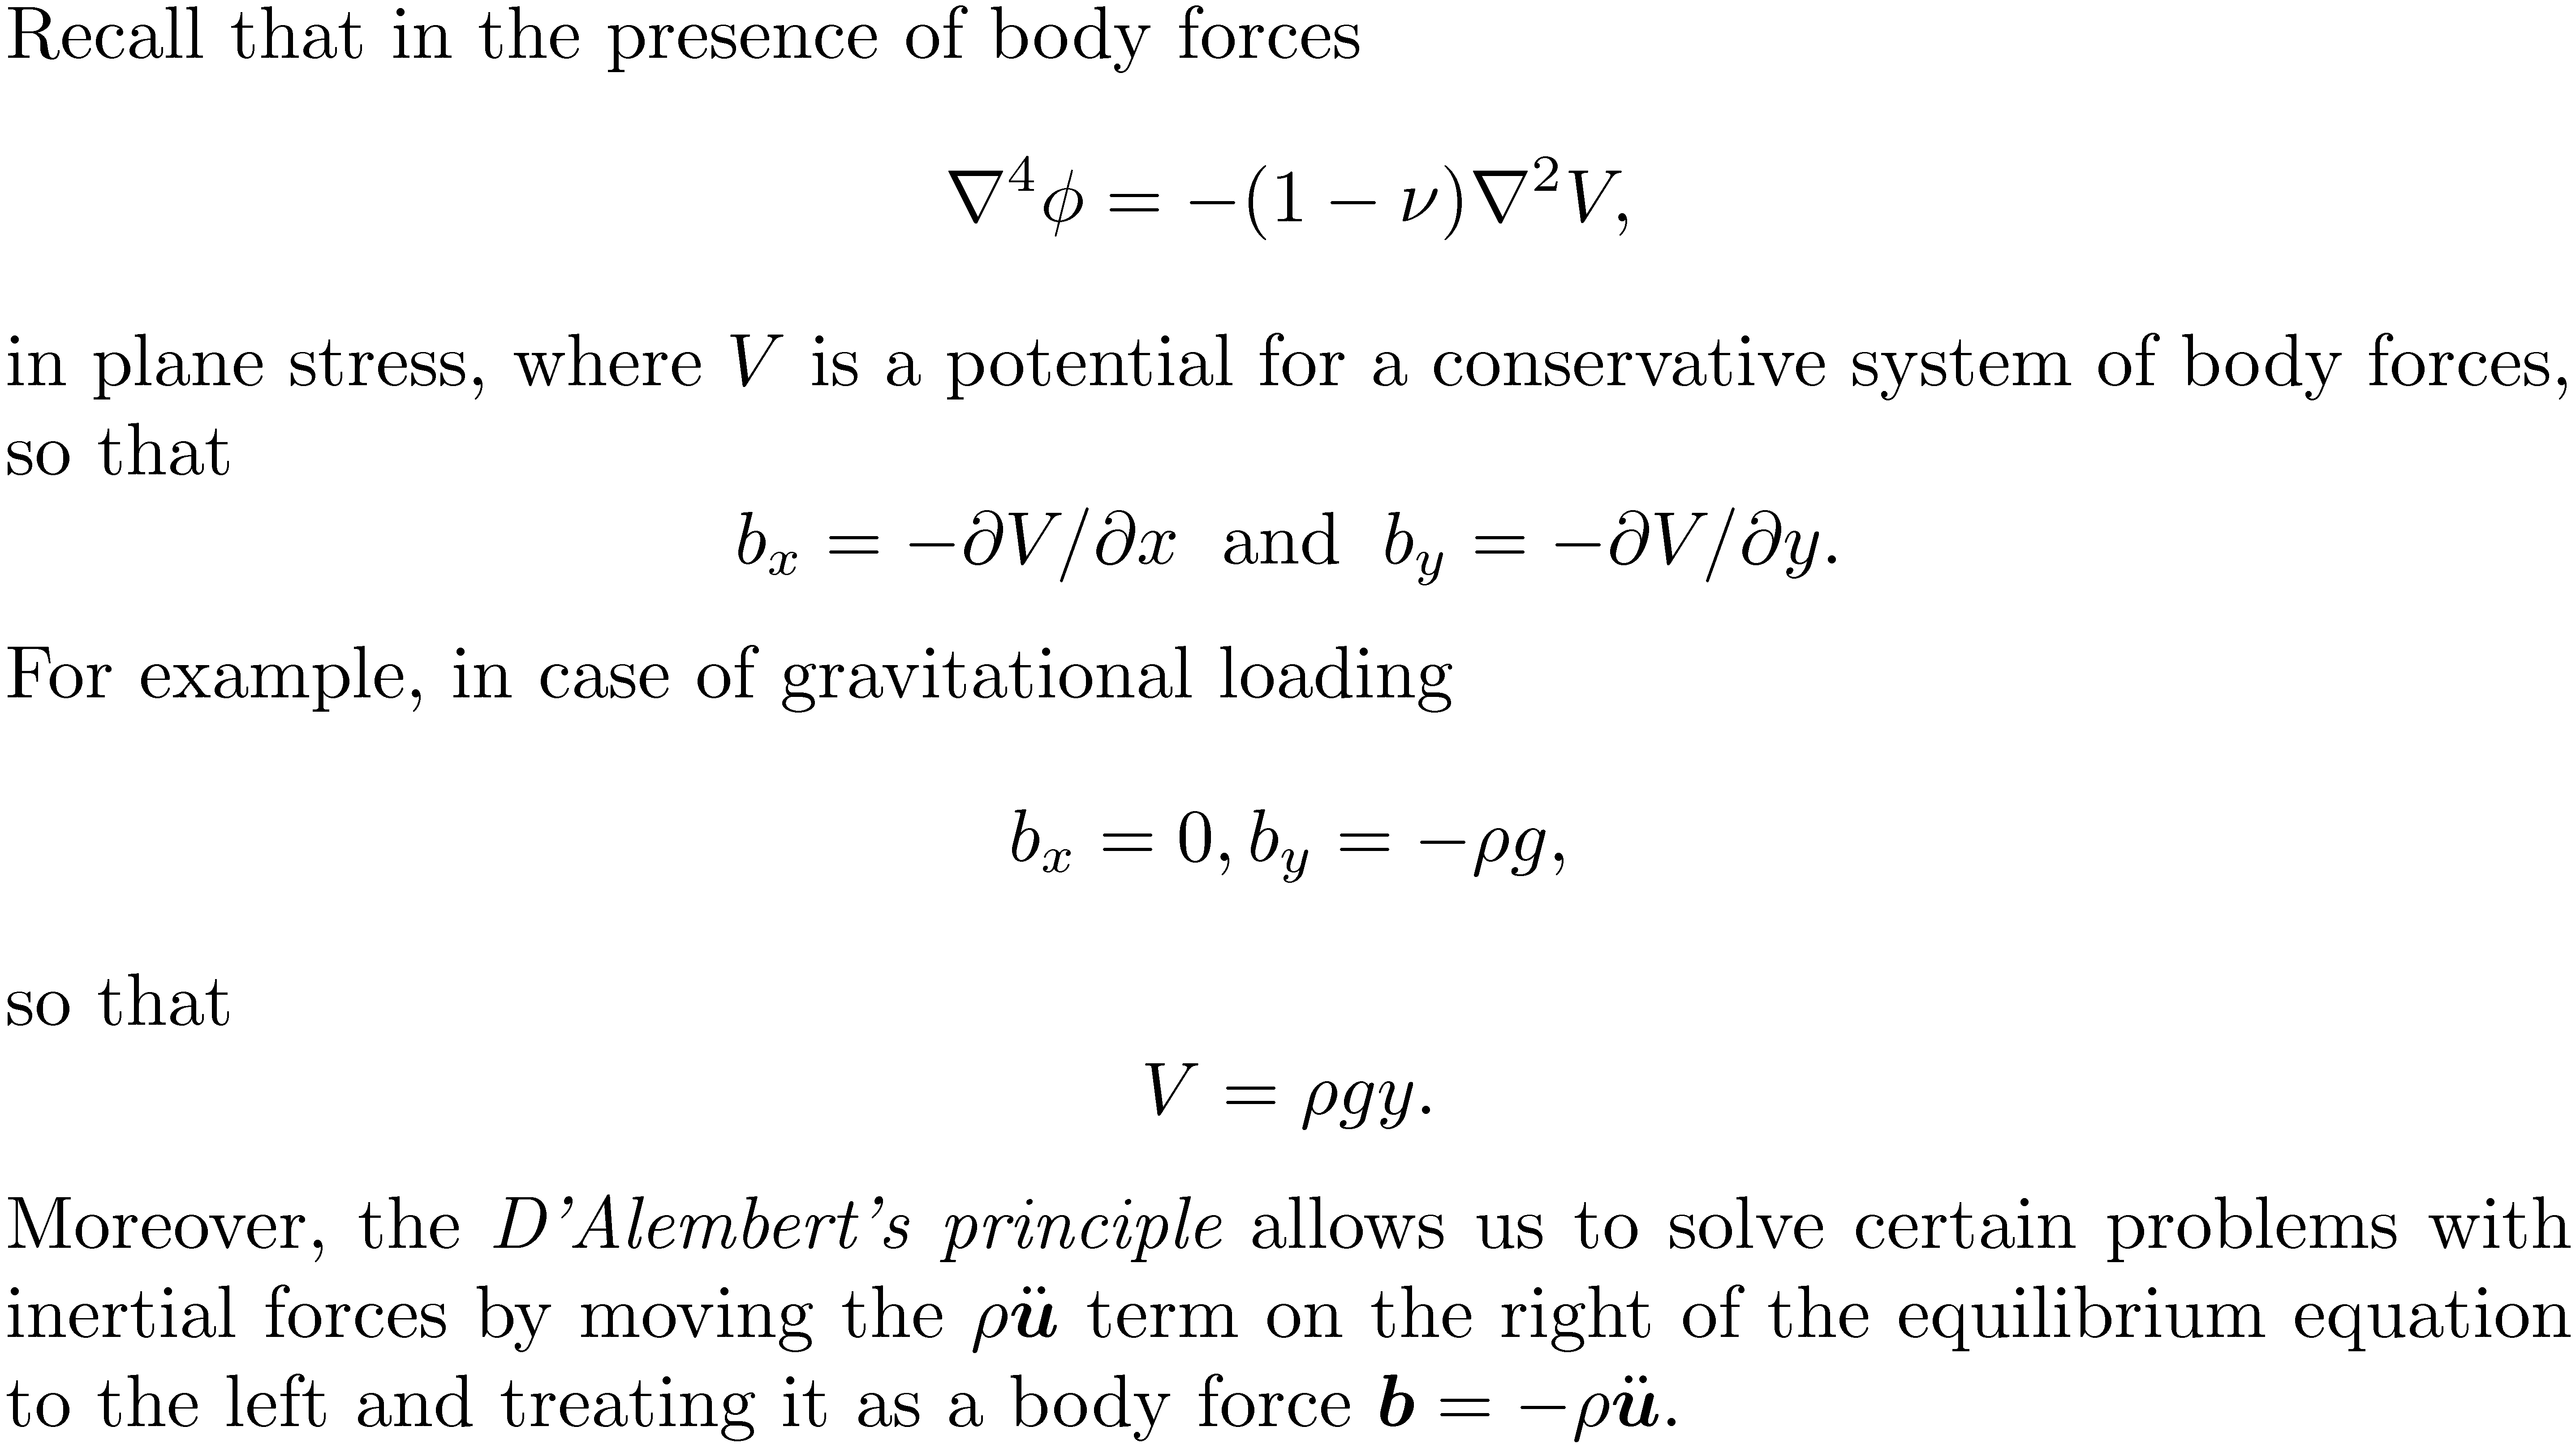 Recall that in the presence of body forces
∇⁴ϕ = −(1 − ν)∇²V,
in plane stress, where V is a potential for a conservative system of body forces,
so that
bₓ = −∂V/∂x and b_y = −∂V/∂y.
For example, in case of gravitational loading
bₓ = 0, b_y = −ρg,
so that
V = ρgy.
Moreover, the D’Alembert’s principle allows us to solve certain problems with
inertial forces by moving the ρü term on the right of the equilibrium equation
to the left and treating it as a body force b = −ρü.